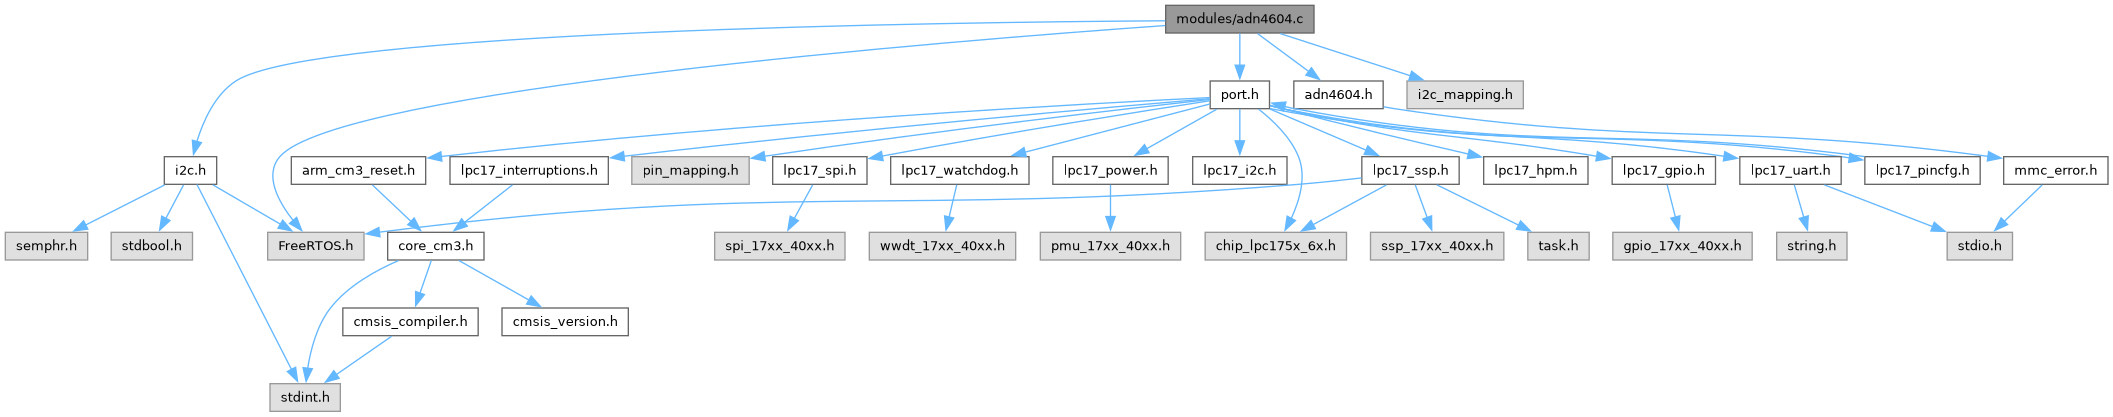 modules/adn4604.c
port.h
adn4604.h
i2c_mapping.h
i2c.h
arm_cm3_reset.h
lpc17_interruptions.h
pin_mapping.h
lpc17_spi.h
lpc17_watchdog.h
lpc17_power.h
lpc17_i2c.h
lpc17_ssp.h
lpc17_hpm.h
lpc17_gpio.h
lpc17_uart.h
lpc17_pincfg.h
mmc_error.h
semphr.h
stdbool.h
FreeRTOS.h
core_cm3.h
spi_17xx_40xx.h
wwdt_17xx_40xx.h
pmu_17xx_40xx.h
chip_lpc175x_6x.h
ssp_17xx_40xx.h
task.h
gpio_17xx_40xx.h
string.h
stdio.h
cmsis_compiler.h
cmsis_version.h
stdint.h